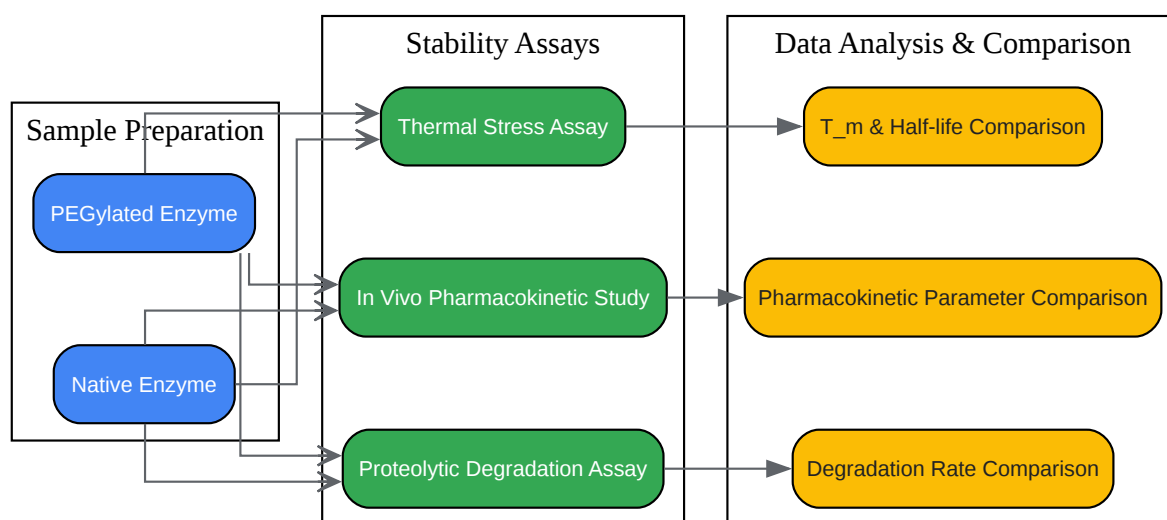 Sample Preparation
PEGylated Enzyme
Native Enzyme
Stability Assays
Thermal Stress Assay
In Vivo Pharmacokinetic Study
Proteolytic Degradation Assay
Data Analysis & Comparison
T_m & Half-life Comparison
Pharmacokinetic Parameter Comparison
Degradation Rate Comparison